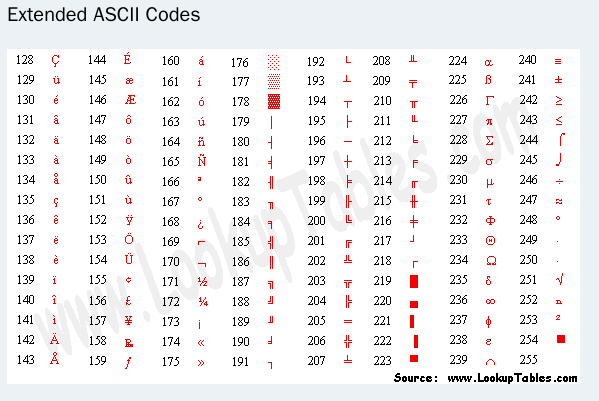 Extended ASCII Codes
128 Ç 144 É 160 á 176 ░ 192 └ 208 ╨ 224 α 240 ≡
129 ü 145 æ 161 í 177 ▒ 193 ┴ 209 ╤ 225 ß 241 ±
130 é 146 Æ 162 ó 178 ▓ 194 ┬ 210 ╥ 226 Γ 242 ≥
131 â 147 ô 163 ú 179 │ 195 ├ 211 ╙ 227 π 243 ≤
132 ä 148 ö 164 ñ 180 ┤ 196 ─ 212 ╘ 228 Σ 244 ⌠
133 à 149 ò 165 Ñ 181 ╡ 197 ┼ 213 ╒ 229 σ 245 ⌡
134 å 150 û 166 ª 182 ╢ 198 ╞ 214 ╓ 230 µ 246 ÷
135 ç 151 ù 167 º 183 ╖ 199 ╟ 215 ╫ 231 τ 247 ≈
136 ê 152 ÿ 168 ¿ 184 ╕ 200 ╚ 216 ╪ 232 Φ 248 °
137 ë 153 Ö 169 ⌐ 185 ╣ 201 ╔ 217 ┘ 233 Θ 249 ∙
138 è 154 Ü 170 ¬ 186 ║ 202 ╩ 218 ┌ 234 Ω 250 ·
139 ï 155 ¢ 171 ½ 187 ╗ 203 ╦ 219 █ 235 δ 251 √
140 î 156 £ 172 ¼ 188 ╝ 204 ╠ 220 ▄ 236 ∞ 252 ⁿ
141 ì 157 ¥ 173 ¡ 189 ╜ 205 ═ 221 ▌ 237 φ 253 ²
142 Ä 158 ₧ 174 « 190 ╛ 206 ╬ 222 ▐ 238 ε 254 ■
143 Å 159 ƒ 175 » 191 ┐ 207 ╧ 223 ▀ 239 ∩ 255
www.LookupTables.com
Source: www.LookupTables.com